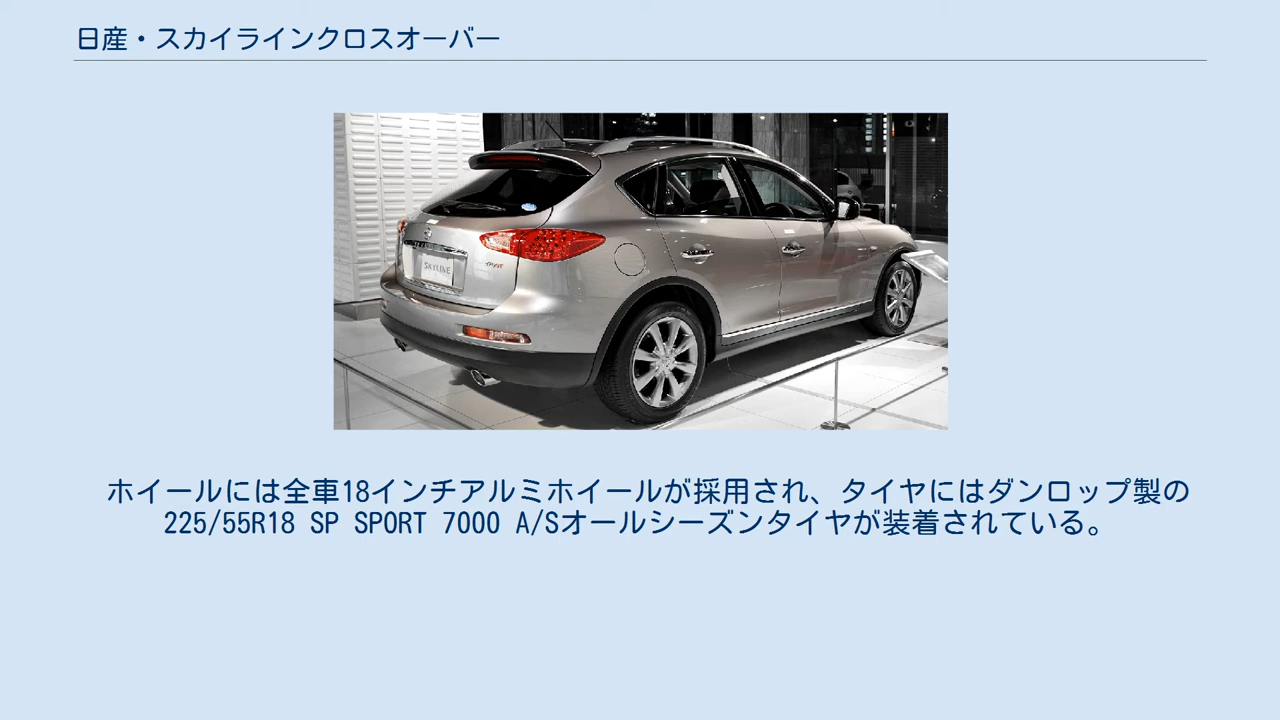 日産・スカイラインクロスオーバー
SKYLINE
ホイールには全車18インチアルミホイールが採用され、タイヤにはダンロップ製の
225/55R18 SP SPORT 7000 A/Sオールシーズンタイヤが装着されている。